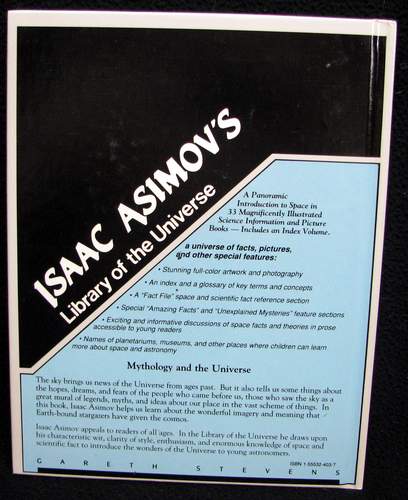 ISAAC ASIMOV'S
Library of the Universe
A Panoramic
Introduction to Space in
33 Magnificently Illustrated
Science Information and Picture
Books — Includes an Index Volume.
a universe of facts, pictures,
and other special features:
• Stunning full-color artwork and photography
• An index and a glossary of key terms and concepts
• A "Fact File" space and scientific fact reference section
• Special "Amazing Facts" and "Unexplained Mysteries" feature sections
• Exciting and informative discussions of space facts and theories in prose
accessible to young readers
• Names of planetariums, museums, and other places where children can learn
more about space and astronomy
Mythology and the Universe
The sky brings us news of the Universe from ages past. But it also tells us some things about
the hopes, dreams, and fears of the people who came before us, those who saw the sky as a
great mural of legends, myths, and ideas about our place in the vast scheme of things. In
this book, Isaac Asimov helps us learn about the wonderful imagery and meaning that
Earth-bound stargazers have given the cosmos.
Isaac Asimov appeals to readers of all ages. In the Library of the Universe he draws upon
his characteristic wit, clarity of style, enthusiasm, and enormous knowledge of space and
scientific fact to introduce the wonders of the Universe to young astronomers.
ISBN 1-55532-403-7
GARETH STEVENS